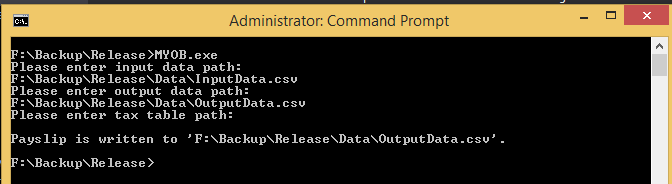 Administrator: Command Prompt
F:\Backup\Release>MYOB.exe
Please enter input data path:
F:\Backup\Release\Data\InputData.csv
Please enter output data path:
F:\Backup\Release\Data\OutputData.csv
Please enter tax table path:
Payslip is written to 'F:\Backup\Release\Data\OutputData.csv'.
F:\Backup\Release>